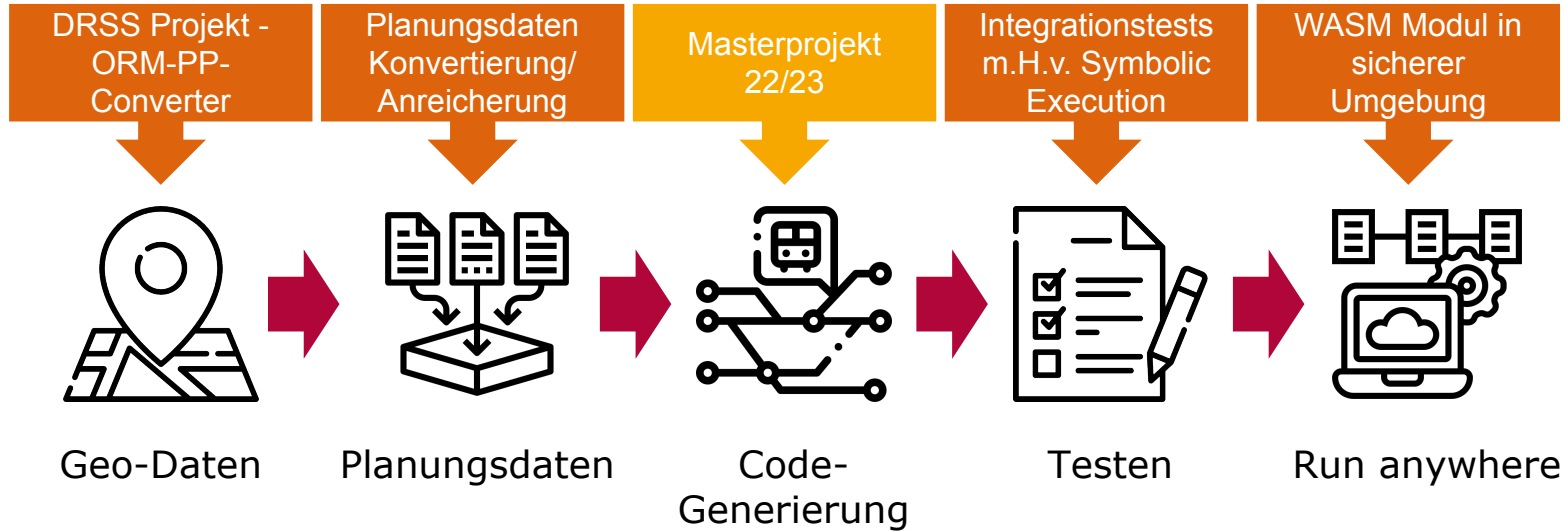 DRSS Projekt -
ORM-PP-
Converter
Planungsdaten
Konvertierung/
Anreicherung
Masterprojekt
22/23
Integrationstests
m.H.v. Symbolic
Execution
WASM Modul in
sicherer
Umgebung
Geo-Daten
Planungsdaten
Code-
Generierung
Testen
Run anywhere